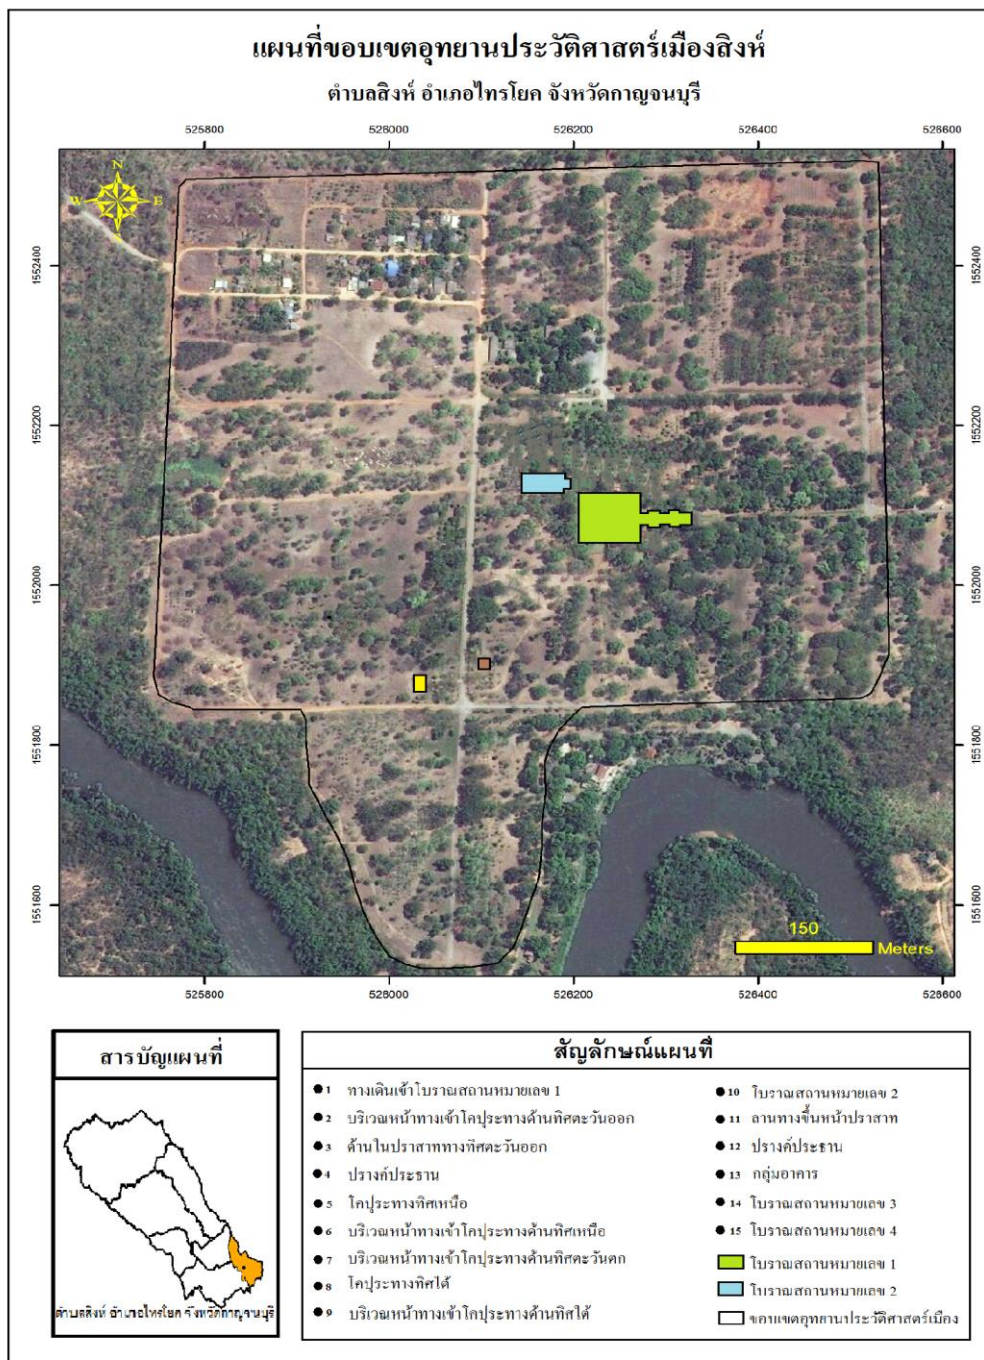 แผนที่ขอบเขตอุทยานประวัติศาสตร์เมืองสิงห์
ตำบลสิงห์ อำเภอไทรโยค จังหวัดกาญจนบุรี
525800 526000 526200 526400 526600
N
W E
S
1552400 1552400
1552200 1552200
1552000 1552000
1551800 1551800
1551600 1551600
150
Meters
525800 526000 526200 526400 526600
สารบัญแผนที่
ตำบลสิงห์ อำเภอไทรโยค จังหวัดกาญจนบุรี
สัญลักษณ์แผนที่
1 ทางเดินเข้าโบราณสถานหมายเลข 1
2 บริเวณหน้าทางเข้าโคปุระทางด้านทิศตะวันออก
3 ด้านในปราสาททางทิศตะวันออก
4 ปรางค์ประธาน
5 โคปุระทางทิศเหนือ
6 บริเวณหน้าทางเข้าโคปุระทางด้านทิศเหนือ
7 บริเวณหน้าทางเข้าโคปุระทางด้านทิศตะวันตก
8 โคปุระทางทิศใต้
9 บริเวณหน้าทางเข้าโคปุระทางด้านทิศใต้
10 โบราณสถานหมายเลข 2
11 ลานทางขึ้นหน้าปราสาท
12 ปรางค์ประธาน
13 กลุ่มอาคาร
14 โบราณสถานหมายเลข 3
15 โบราณสถานหมายเลข 4
โบราณสถานหมายเลข 1
โบราณสถานหมายเลข 2
ขอบเขตอุทยานประวัติศาสตร์เมือง